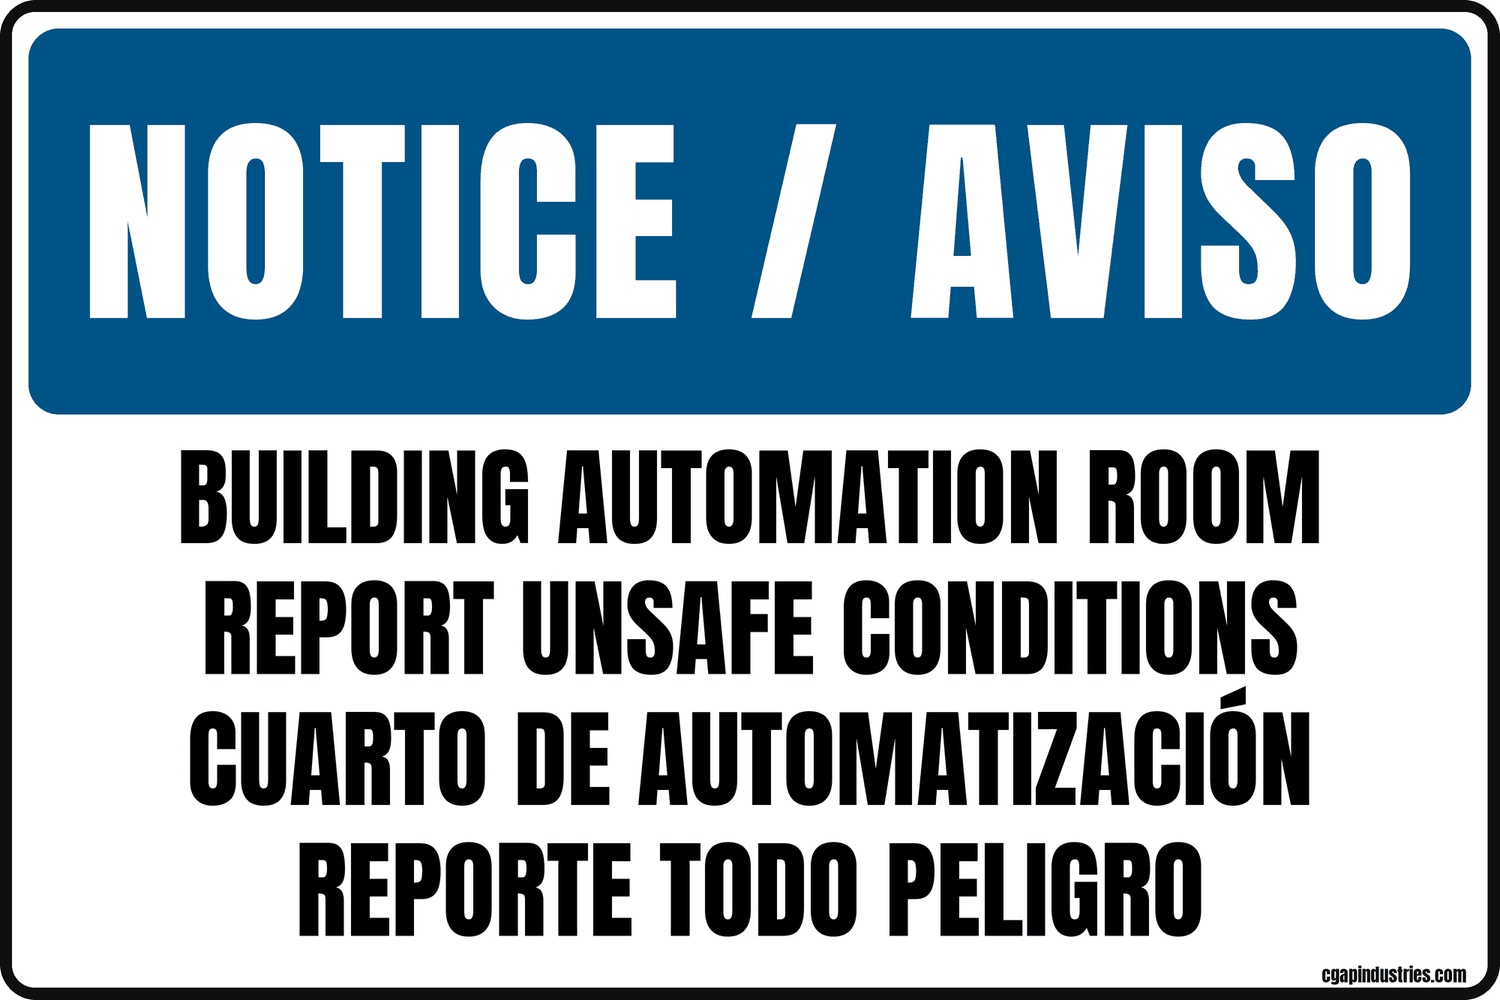 NOTICE / AVISO
BUILDING AUTOMATION ROOM
REPORT UNSAFE CONDITIONS
CUARTO DE AUTOMATIZACIÓN
REPORTE TODO PELIGRO
cgapindustries.com